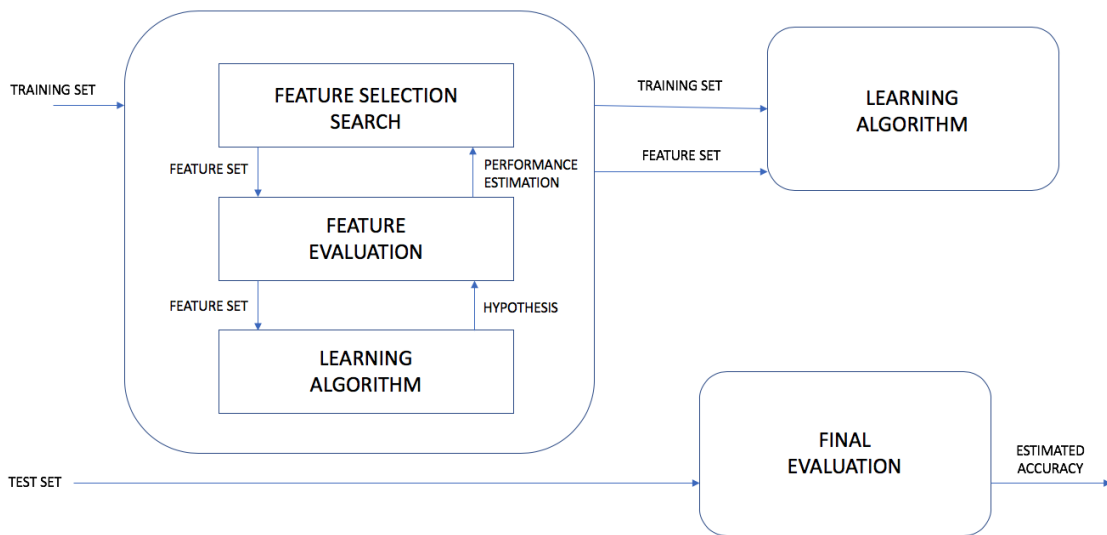 TRAINING SET
FEATURE SELECTION
SEARCH
FEATURE SET
PERFORMANCE
ESTIMATION
FEATURE
EVALUATION
FEATURE SET
HYPOTHESIS
LEARNING
ALGORITHM
TRAINING SET
FEATURE SET
LEARNING
ALGORITHM
TEST SET
FINAL
EVALUATION
ESTIMATED
ACCURACY